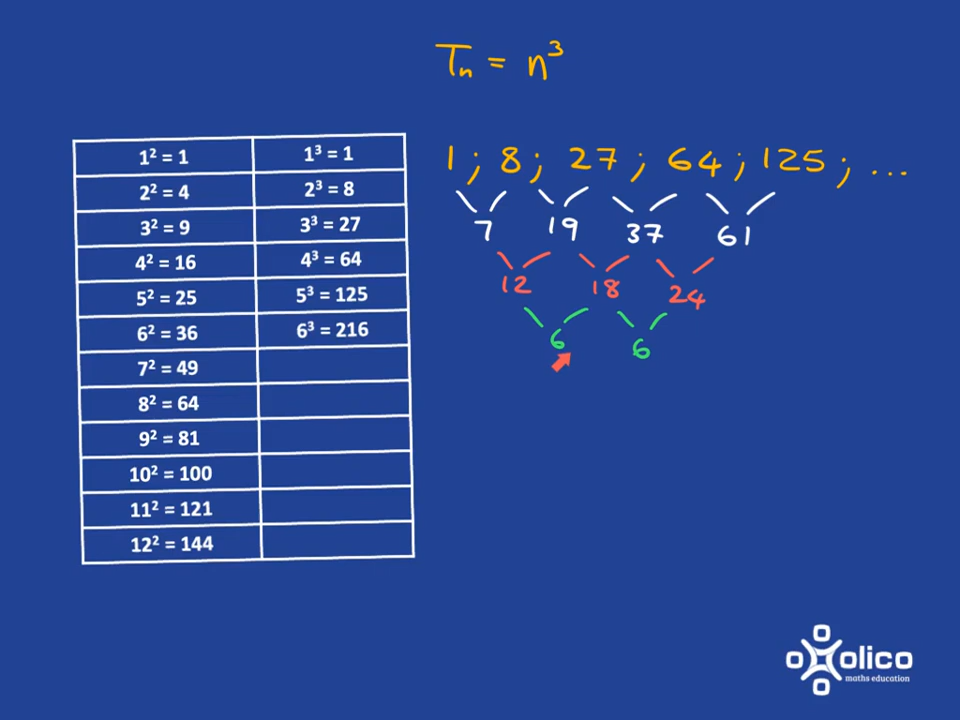 Tₙ = n³
1² = 1 1³ = 1
2² = 4 2³ = 8
3² = 9 3³ = 27
4² = 16 4³ = 64
5² = 25 5³ = 125
6² = 36 6³ = 216
7² = 49
8² = 64
9² = 81
10² = 100
11² = 121
12² = 144
1 ; 8 ; 27 ; 64 ; 125 ; ...
7 19 37 61
12 18 24
6 6
olico
maths education